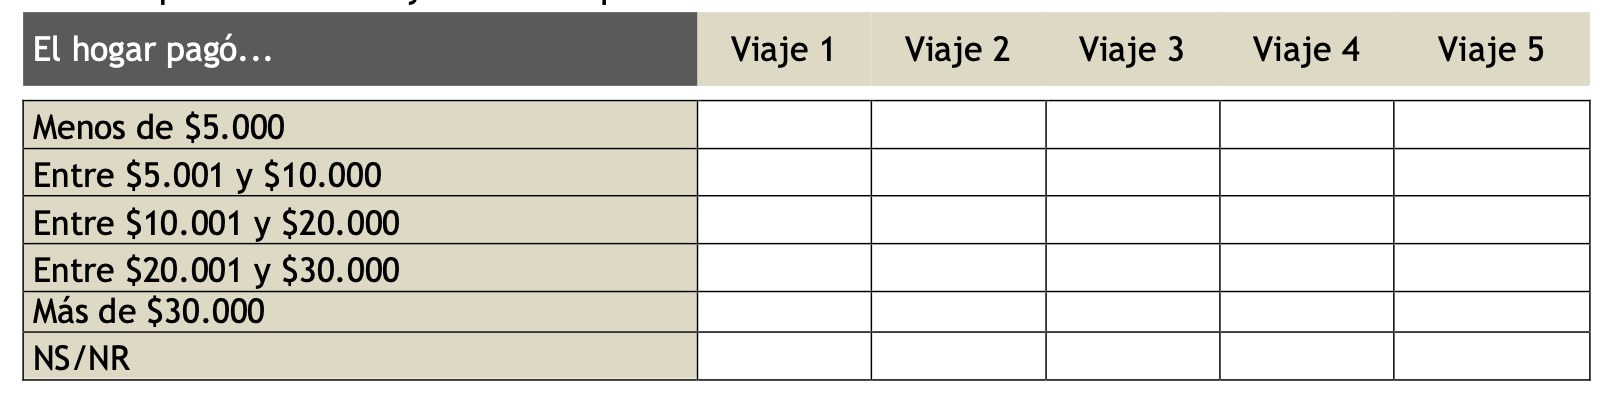 El hogar pagó... Viaje 1 Viaje 2 Viaje 3 Viaje 4 Viaje 5
Menos de $5.000
Entre $5.001 y $10.000
Entre $10.001 y $20.000
Entre $20.001 y $30.000
Más de $30.000
NS/NR